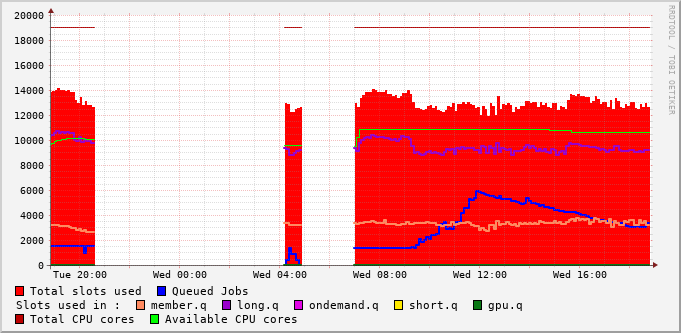 RRDTOOL / TOBI OETIKER
20000
18000
16000
14000
12000
10000
8000
6000
4000
2000
0
Tue 20:00 Wed 00:00 Wed 04:00 Wed 08:00 Wed 12:00 Wed 16:00
Total slots used Queued Jobs
Slots used in : member.q long.q ondemand.q short.q gpu.q
Total CPU cores Available CPU cores